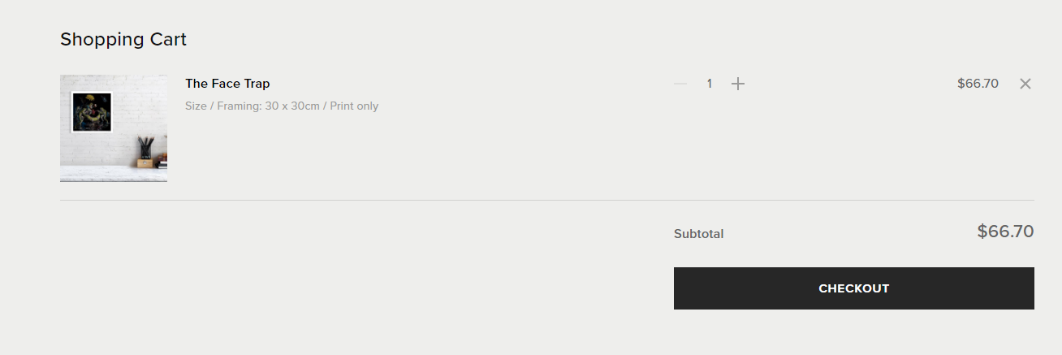 Shopping Cart
The Face Trap
Size / Framing: 30 x 30cm / Print only
1
$66.70
Subtotal
$66.70
CHECKOUT